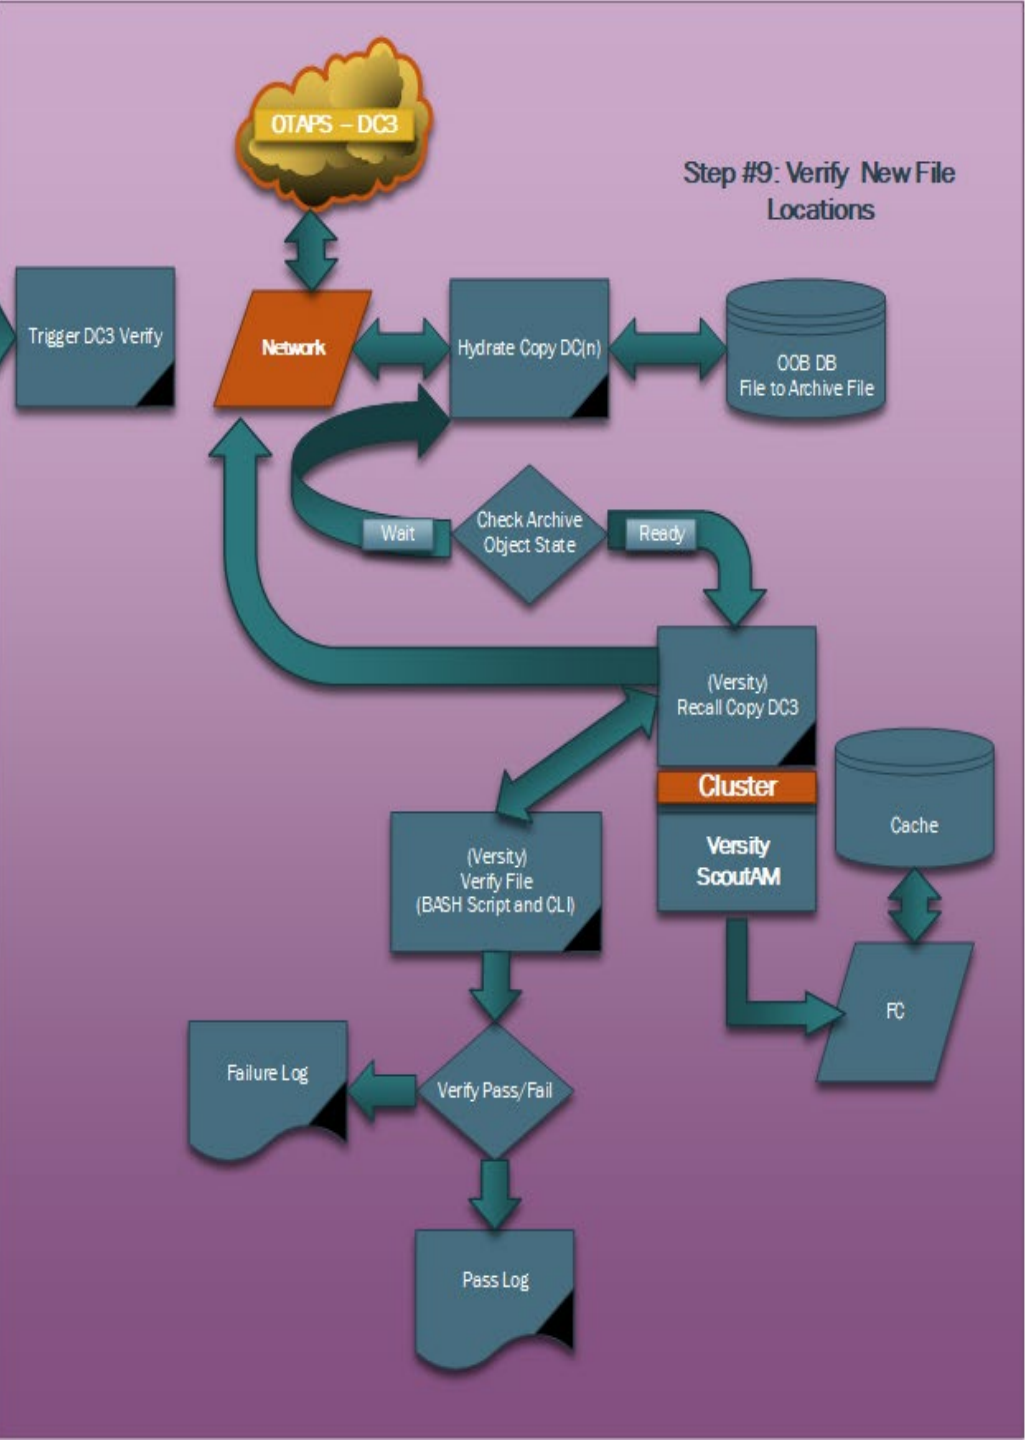 OTAPS – DC3
Step #9: Verify New File
Locations
Trigger DC3 Verify
Network
Hydrate Copy DC(n)
OOB DB
File to Archive File
Wait
Check Archive
Object State
Ready
(Versity)
Recall Copy DC3
Cluster
Versity
ScoutAM
Cache
(Versity)
Verify File
(BASH Script and CLI)
FC
Failure Log
Verify Pass/Fail
Pass Log